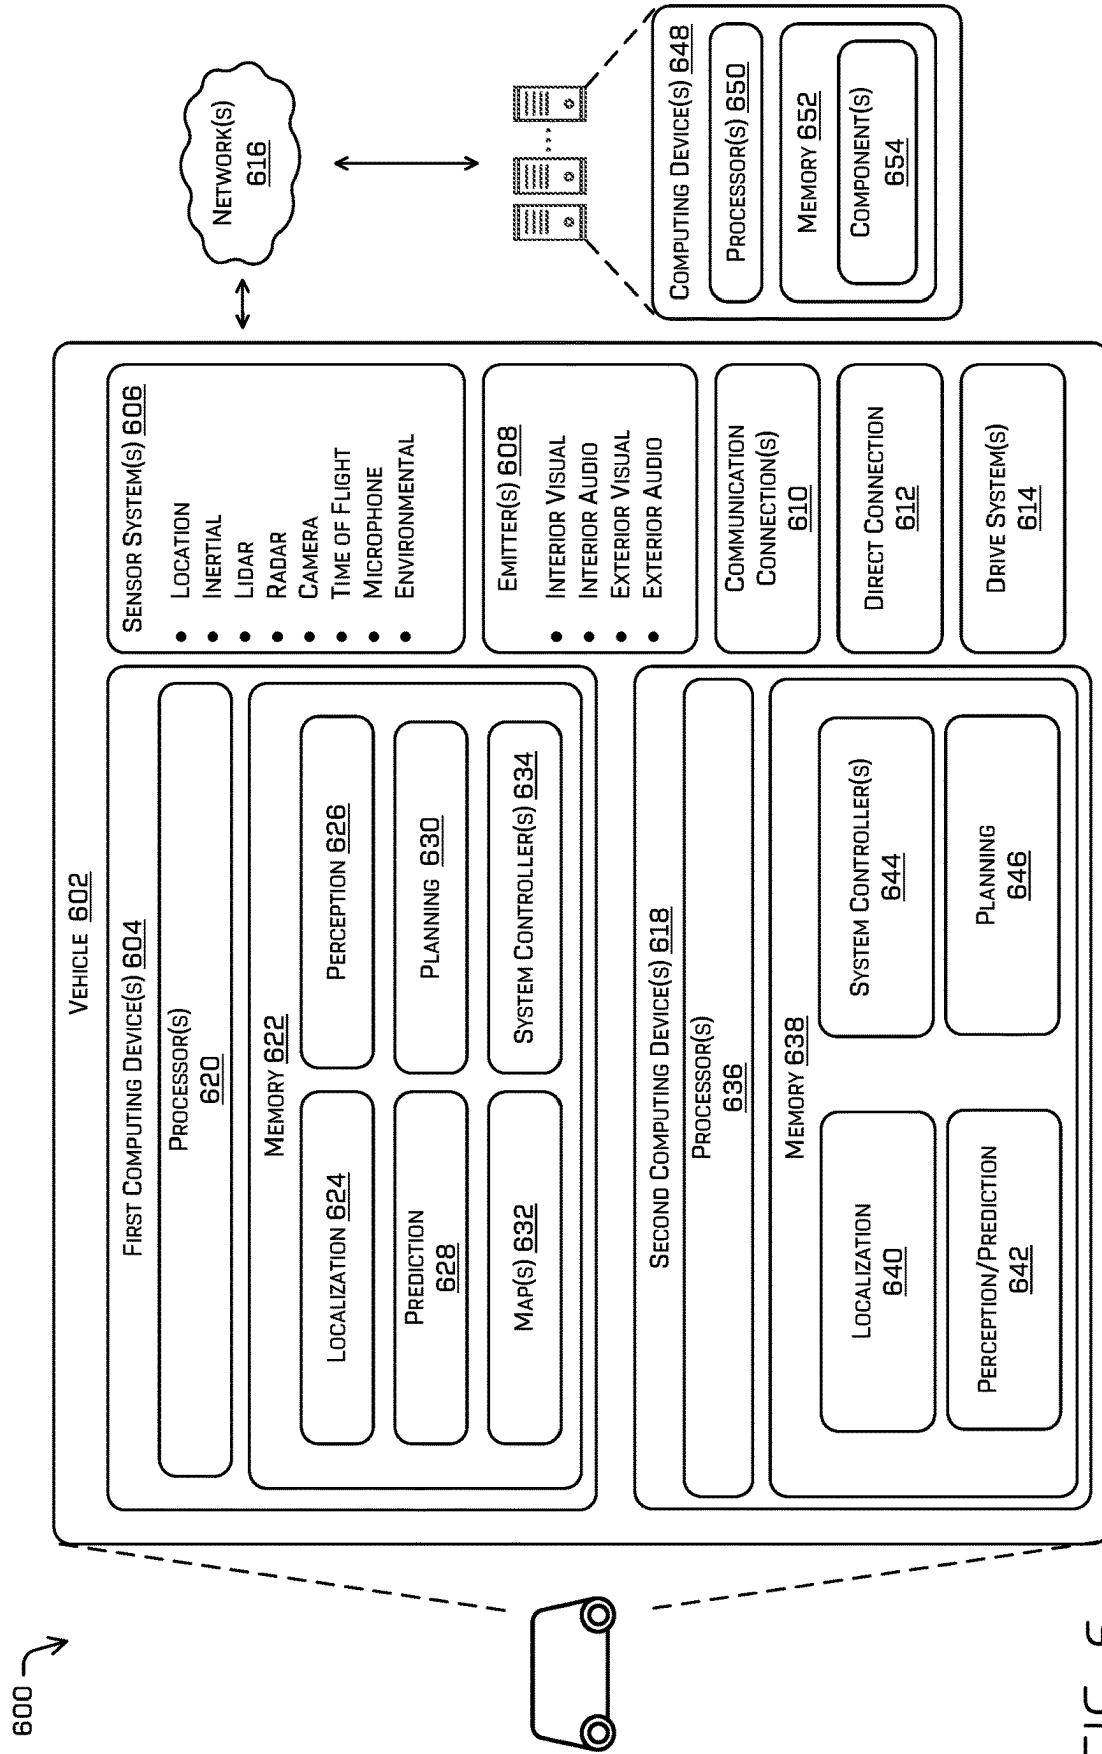 600
VEHICLE 602
FIRST COMPUTING DEVICE(S) 604
PROCESSOR(S)
620
MEMORY 622
LOCALIZATION 624
PERCEPTION 626
PREDICTION
628
PLANNING 630
MAP(S) 632
SYSTEM CONTROLLER(S) 634
SECOND COMPUTING DEVICE(S) 618
PROCESSOR(S)
636
MEMORY 638
LOCALIZATION
640
SYSTEM CONTROLLER(S)
644
PERCEPTION/PREDICTION
642
PLANNING
646
SENSOR SYSTEM(S) 606
• LOCATION
• INERTIAL
• LIDAR
• RADAR
• CAMERA
• TIME OF FLIGHT
• MICROPHONE
• ENVIRONMENTAL
EMITTER(S) 608
• INTERIOR VISUAL
• INTERIOR AUDIO
• EXTERIOR VISUAL
• EXTERIOR AUDIO
COMMUNICATION
CONNECTION(S)
610
DIRECT CONNECTION
612
DRIVE SYSTEM(S)
614
NETWORK(S)
616
COMPUTING DEVICE(S) 648
PROCESSOR(S) 650
MEMORY 652
COMPONENT(S)
654